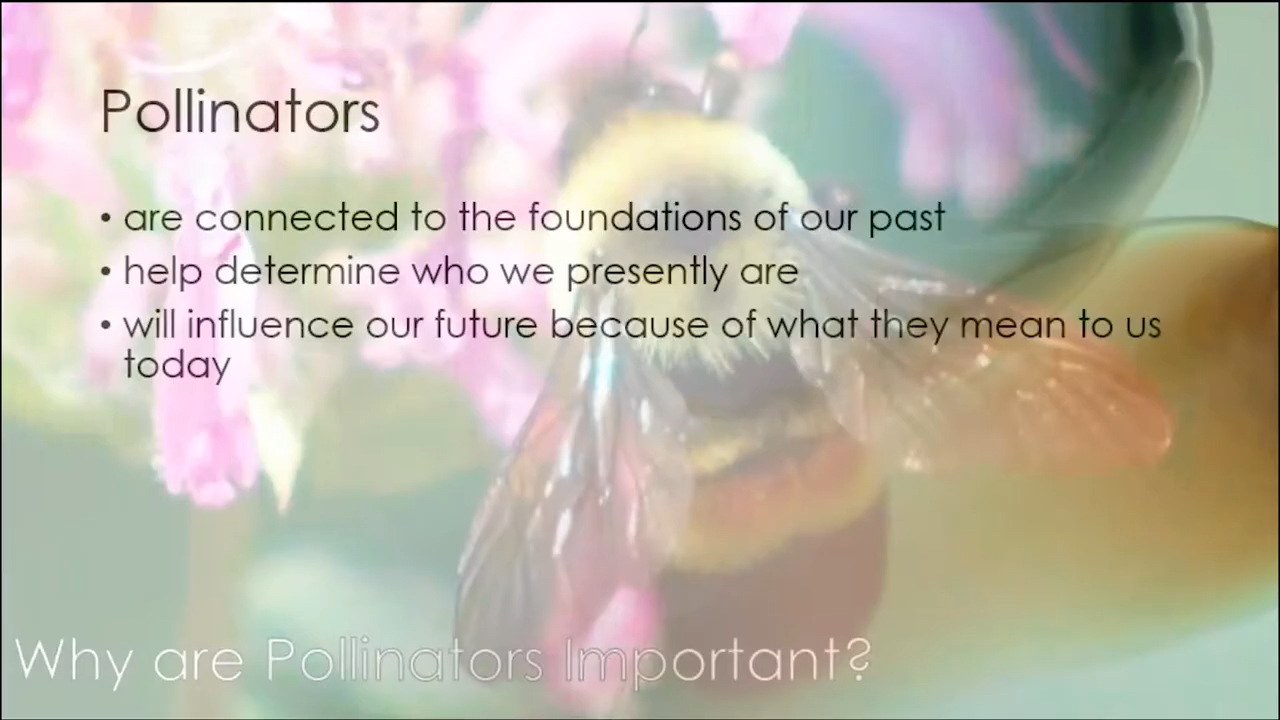 Pollinators
• are connected to the foundations of our past
• help determine who we presently are
• will influence our future because of what they mean to us
today
Why are Pollinators Important?